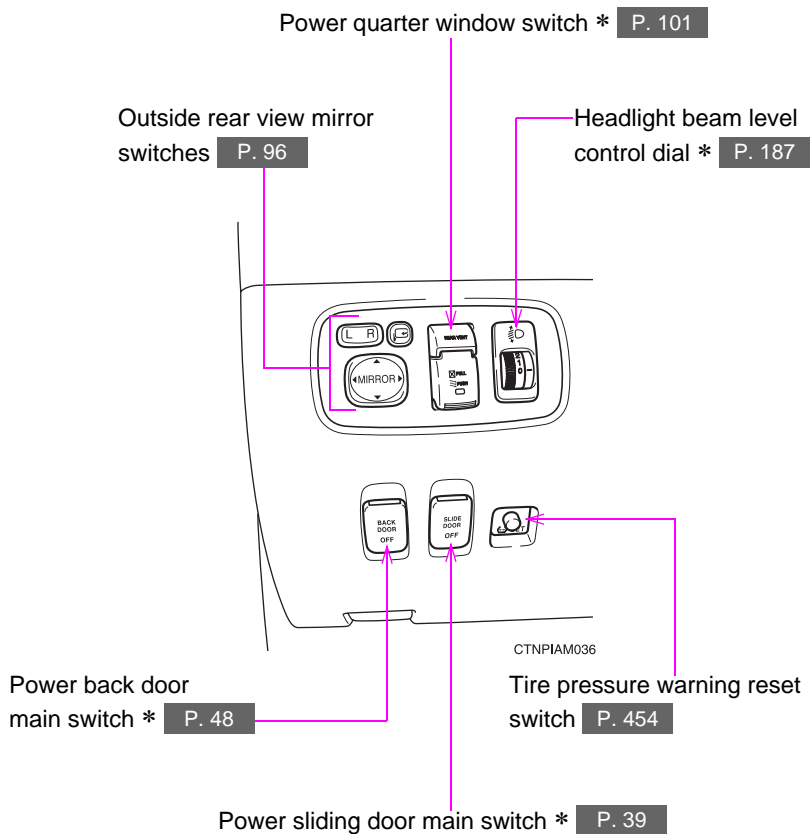 Power quarter window switch * P. 101
Outside rear view mirror
switches P. 96
Headlight beam level
control dial * P. 187
L R
MIRROR
REAR VENT
PULL
PUSH
BACK
DOOR
OFF
SLIDE
DOOR
OFF
CTNPIAM036
Power back door
main switch * P. 48
Tire pressure warning reset
switch P. 454
Power sliding door main switch * P. 39